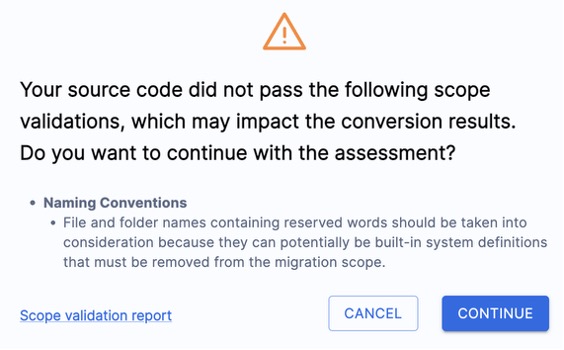 Your source code did not pass the following scope
validations, which may impact the conversion results.
Do you want to continue with the assessment?
• Naming Conventions
• File and folder names containing reserved words should be taken into
consideration because they can potentially be built-in system definitions
that must be removed from the migration scope.
Scope validation report
CANCEL
CONTINUE